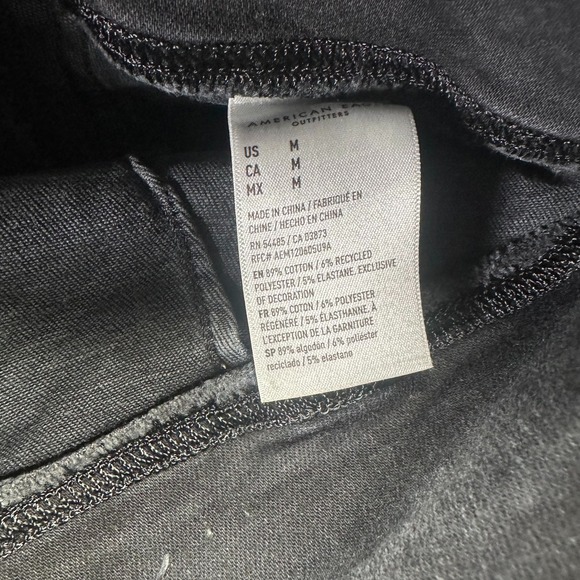 AMERICAN EAGLE
OUTFITTERS
US M
CA M
MX M
MADE IN CHINA / FABRIQUÉ EN
CHINE / HECHO EN CHINA
RN 54485 / CA 03873
RFC# AEM1206D5U9A
EN 89% COTTON / 6% RECYCLED
POLYESTER / 5% ELASTANE. EXCLUSIVE
OF DECORATION
FR 89% COTON / 6% POLYESTER
RÉGÉNÉRÉ / 5% ÉLASTHANNE. À
L'EXCEPTION DE LA GARNITURE
SP 89% algodón / 6% poliéster
reciclado / 5% elastano